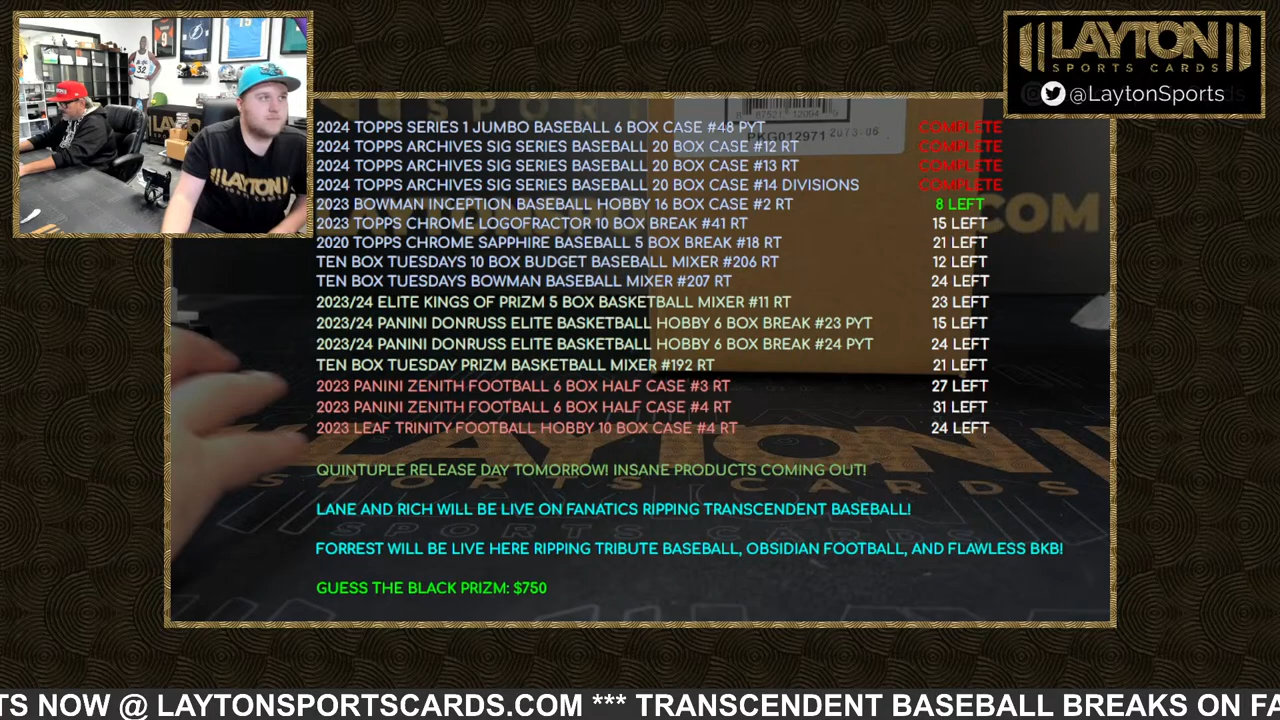 LAYTON
SPORTS CARDS
@LaytonSports
PKG012971
2024 TOPPS SERIES 1 JUMBO BASEBALL 6 BOX CASE #48 PYT COMPLETE
2024 TOPPS ARCHIVES SIG SERIES BASEBALL 20 BOX CASE #12 RT COMPLETE
2024 TOPPS ARCHIVES SIG SERIES BASEBALL 20 BOX CASE #13 RT COMPLETE
2024 TOPPS ARCHIVES SIG SERIES BASEBALL 20 BOX CASE #14 DIVISIONS COMPLETE
2023 BOWMAN INCEPTION BASEBALL HOBBY 16 BOX CASE #2 RT 8 LEFT
2023 TOPPS CHROME LOGOFRACTOR 10 BOX BREAK #41 RT 15 LEFT
2020 TOPPS CHROME SAPPHIRE BASEBALL 5 BOX BREAK #18 RT 21 LEFT
TEN BOX TUESDAYS 10 BOX BUDGET BASEBALL MIXER #206 RT 12 LEFT
TEN BOX TUESDAYS BOWMAN BASEBALL MIXER #207 RT 24 LEFT
2023/24 ELITE KINGS OF PRIZM 5 BOX BASKETBALL MIXER #11 RT 23 LEFT
2023/24 PANINI DONRUSS ELITE BASKETBALL HOBBY 6 BOX BREAK #23 PYT 15 LEFT
2023/24 PANINI DONRUSS ELITE BASKETBALL HOBBY 6 BOX BREAK #24 PYT 24 LEFT
TEN BOX TUESDAY PRIZM BASKETBALL MIXER #192 RT 21 LEFT
2023 PANINI ZENITH FOOTBALL 6 BOX HALF CASE #3 RT 27 LEFT
2023 PANINI ZENITH FOOTBALL 6 BOX HALF CASE #4 RT 31 LEFT
2023 LEAF TRINITY FOOTBALL HOBBY 10 BOX CASE #4 RT 24 LEFT
QUINTUPLE RELEASE DAY TOMORROW! INSANE PRODUCTS COMING OUT!
LANE AND RICH WILL BE LIVE ON FANATICS RIPPING TRANSCENDENT BASEBALL!
FORREST WILL BE LIVE HERE RIPPING TRIBUTE BASEBALL, OBSIDIAN FOOTBALL, AND FLAWLESS BKB!
GUESS THE BLACK PRIZM: $750
TS NOW @ LAYTONSPORTSCARDS.COM *** TRANSCENDENT BASEBALL BREAKS ON FA